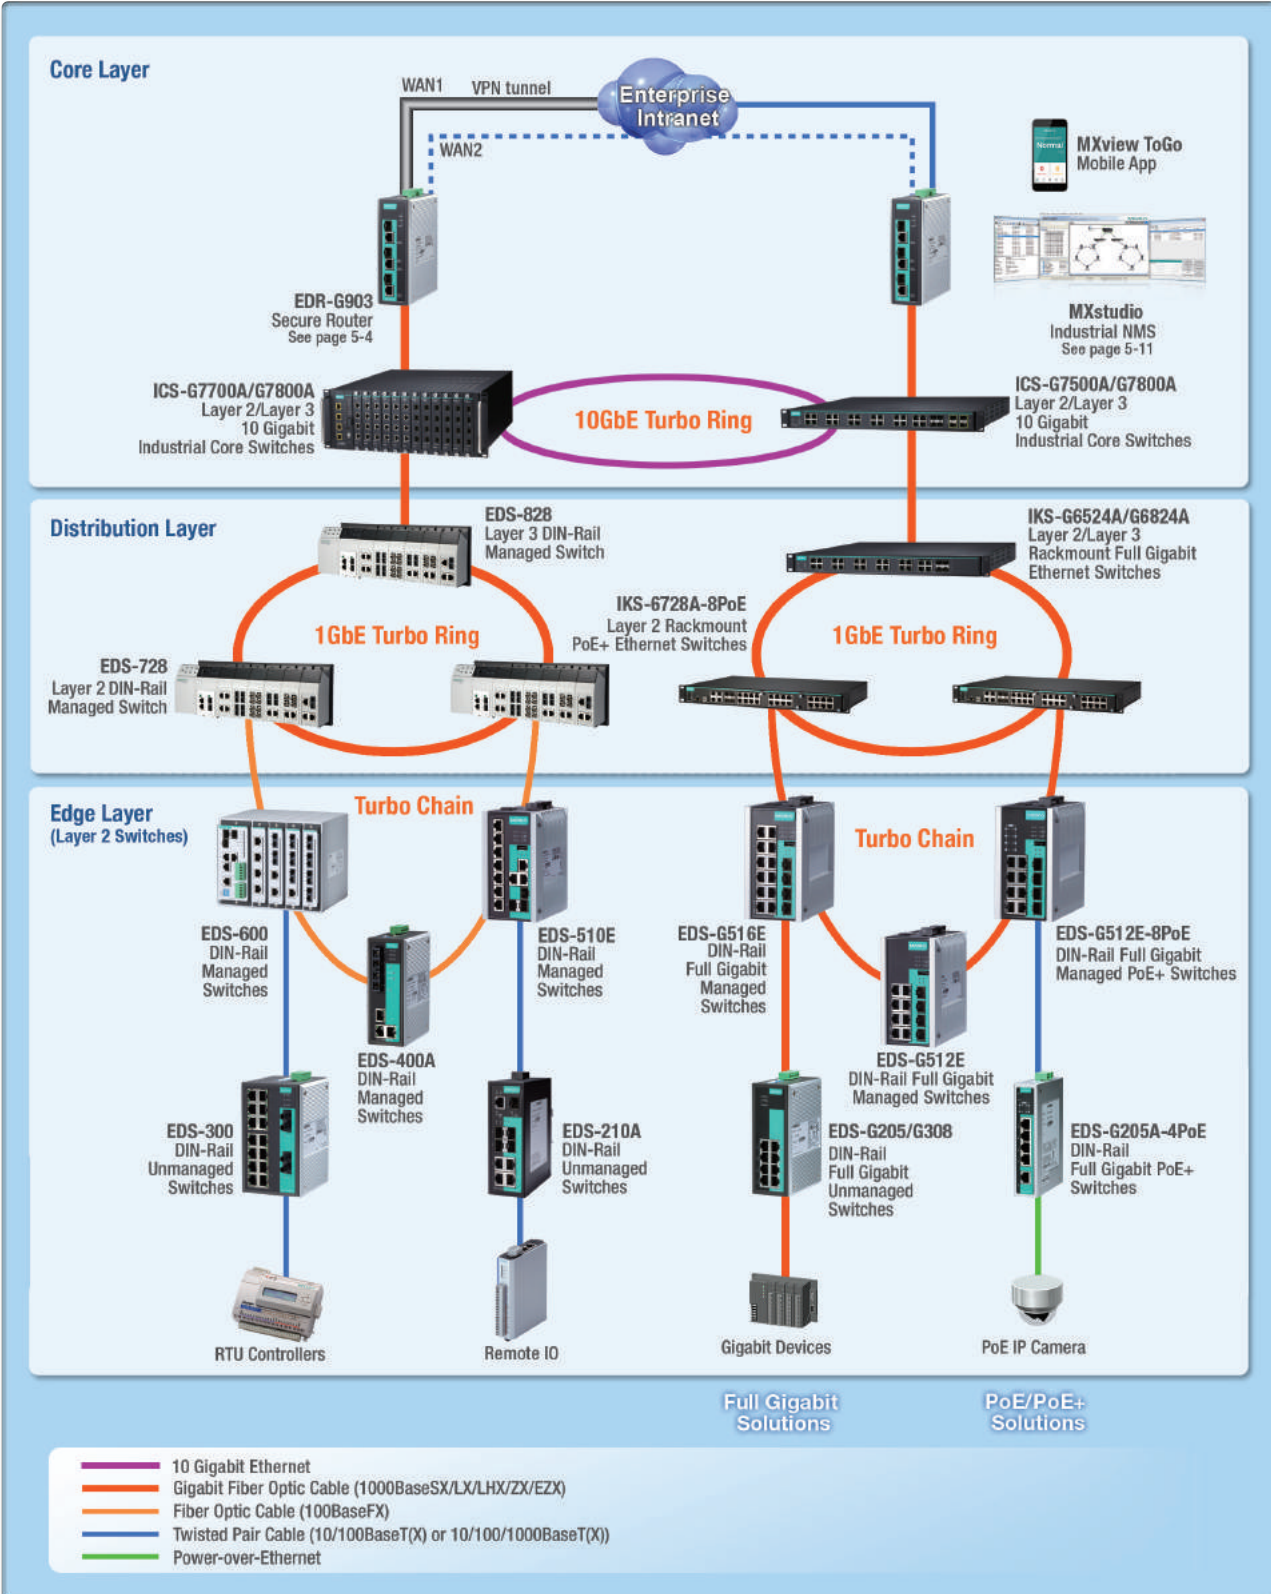 Core Layer
WAN1
VPN tunnel
Enterprise
Intranet
WAN2
Normal
MXview ToGo
Mobile App
EDR-G903
Secure Router
See page 5-4
MXstudio
Industrial NMS
See page 5-11
ICS-G7700A/G7800A
Layer 2/Layer 3
10 Gigabit
Industrial Core Switches
10GbE Turbo Ring
ICS-G7500A/G7800A
Layer 2/Layer 3
10 Gigabit
Industrial Core Switches
Distribution Layer
EDS-828
Layer 3 DIN-Rail
Managed Switch
IKS-G6524A/G6824A
Layer 2/Layer 3
Rackmount Full Gigabit
Ethernet Switches
1GbE Turbo Ring
IKS-6728A-8PoE
Layer 2 Rackmount
PoE+ Ethernet Switches
1GbE Turbo Ring
EDS-728
Layer 2 DIN-Rail
Managed Switch
Edge Layer
(Layer 2 Switches)
Turbo Chain
Turbo Chain
EDS-600
DIN-Rail
Managed
Switches
EDS-510E
DIN-Rail
Managed
Switches
EDS-G516E
DIN-Rail
Full Gigabit
Managed
Switches
EDS-G512E-8PoE
DIN-Rail Full Gigabit
Managed PoE+ Switches
EDS-400A
DIN-Rail
Managed
Switches
EDS-G512E
DIN-Rail Full Gigabit
Managed Switches
EDS-300
DIN-Rail
Unmanaged
Switches
EDS-210A
DIN-Rail
Unmanaged
Switches
EDS-G205/G308
DIN-Rail
Full Gigabit
Unmanaged
Switches
EDS-G205A-4PoE
DIN-Rail
Full Gigabit PoE+
Switches
RTU Controllers
Remote IO
Gigabit Devices
PoE IP Camera
Full Gigabit
Solutions
PoE/PoE+
Solutions
10 Gigabit Ethernet
Gigabit Fiber Optic Cable (1000BaseSX/LX/LHX/ZX/EZX)
Fiber Optic Cable (100BaseFX)
Twisted Pair Cable (10/100BaseT(X) or 10/100/1000BaseT(X))
Power-over-Ethernet